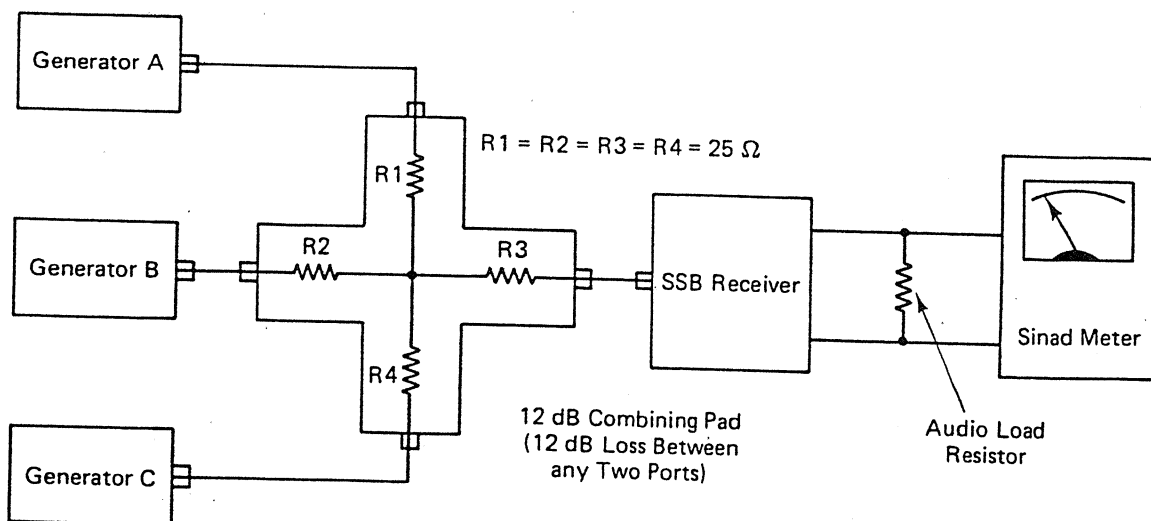 Generator A
R1 = R2 = R3 = R4 = 25 Ω
R1
Generator B
R2
R3
SSB Receiver
Sinad Meter
R4
12 dB Combining Pad
(12 dB Loss Between
any Two Ports)
Audio Load
Resistor
Generator C